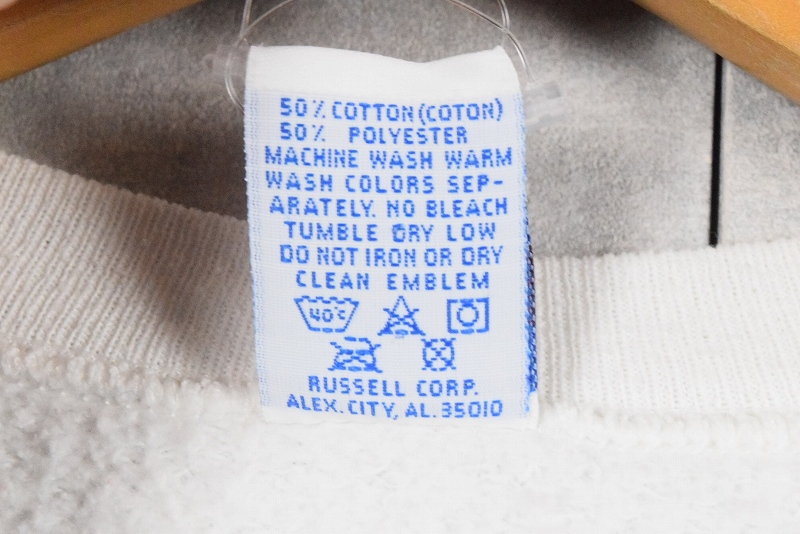 50% COTTON (COTON)
50% POLYESTER
MACHINE WASH WARM
WASH COLORS SEP-
ARATELY. NO BLEACH
TUMBLE DRY LOW
DO NOT IRON OR DRY
CLEAN EMBLEM
40°C
RUSSELL CORP.
ALEX. CITY, AL. 35010